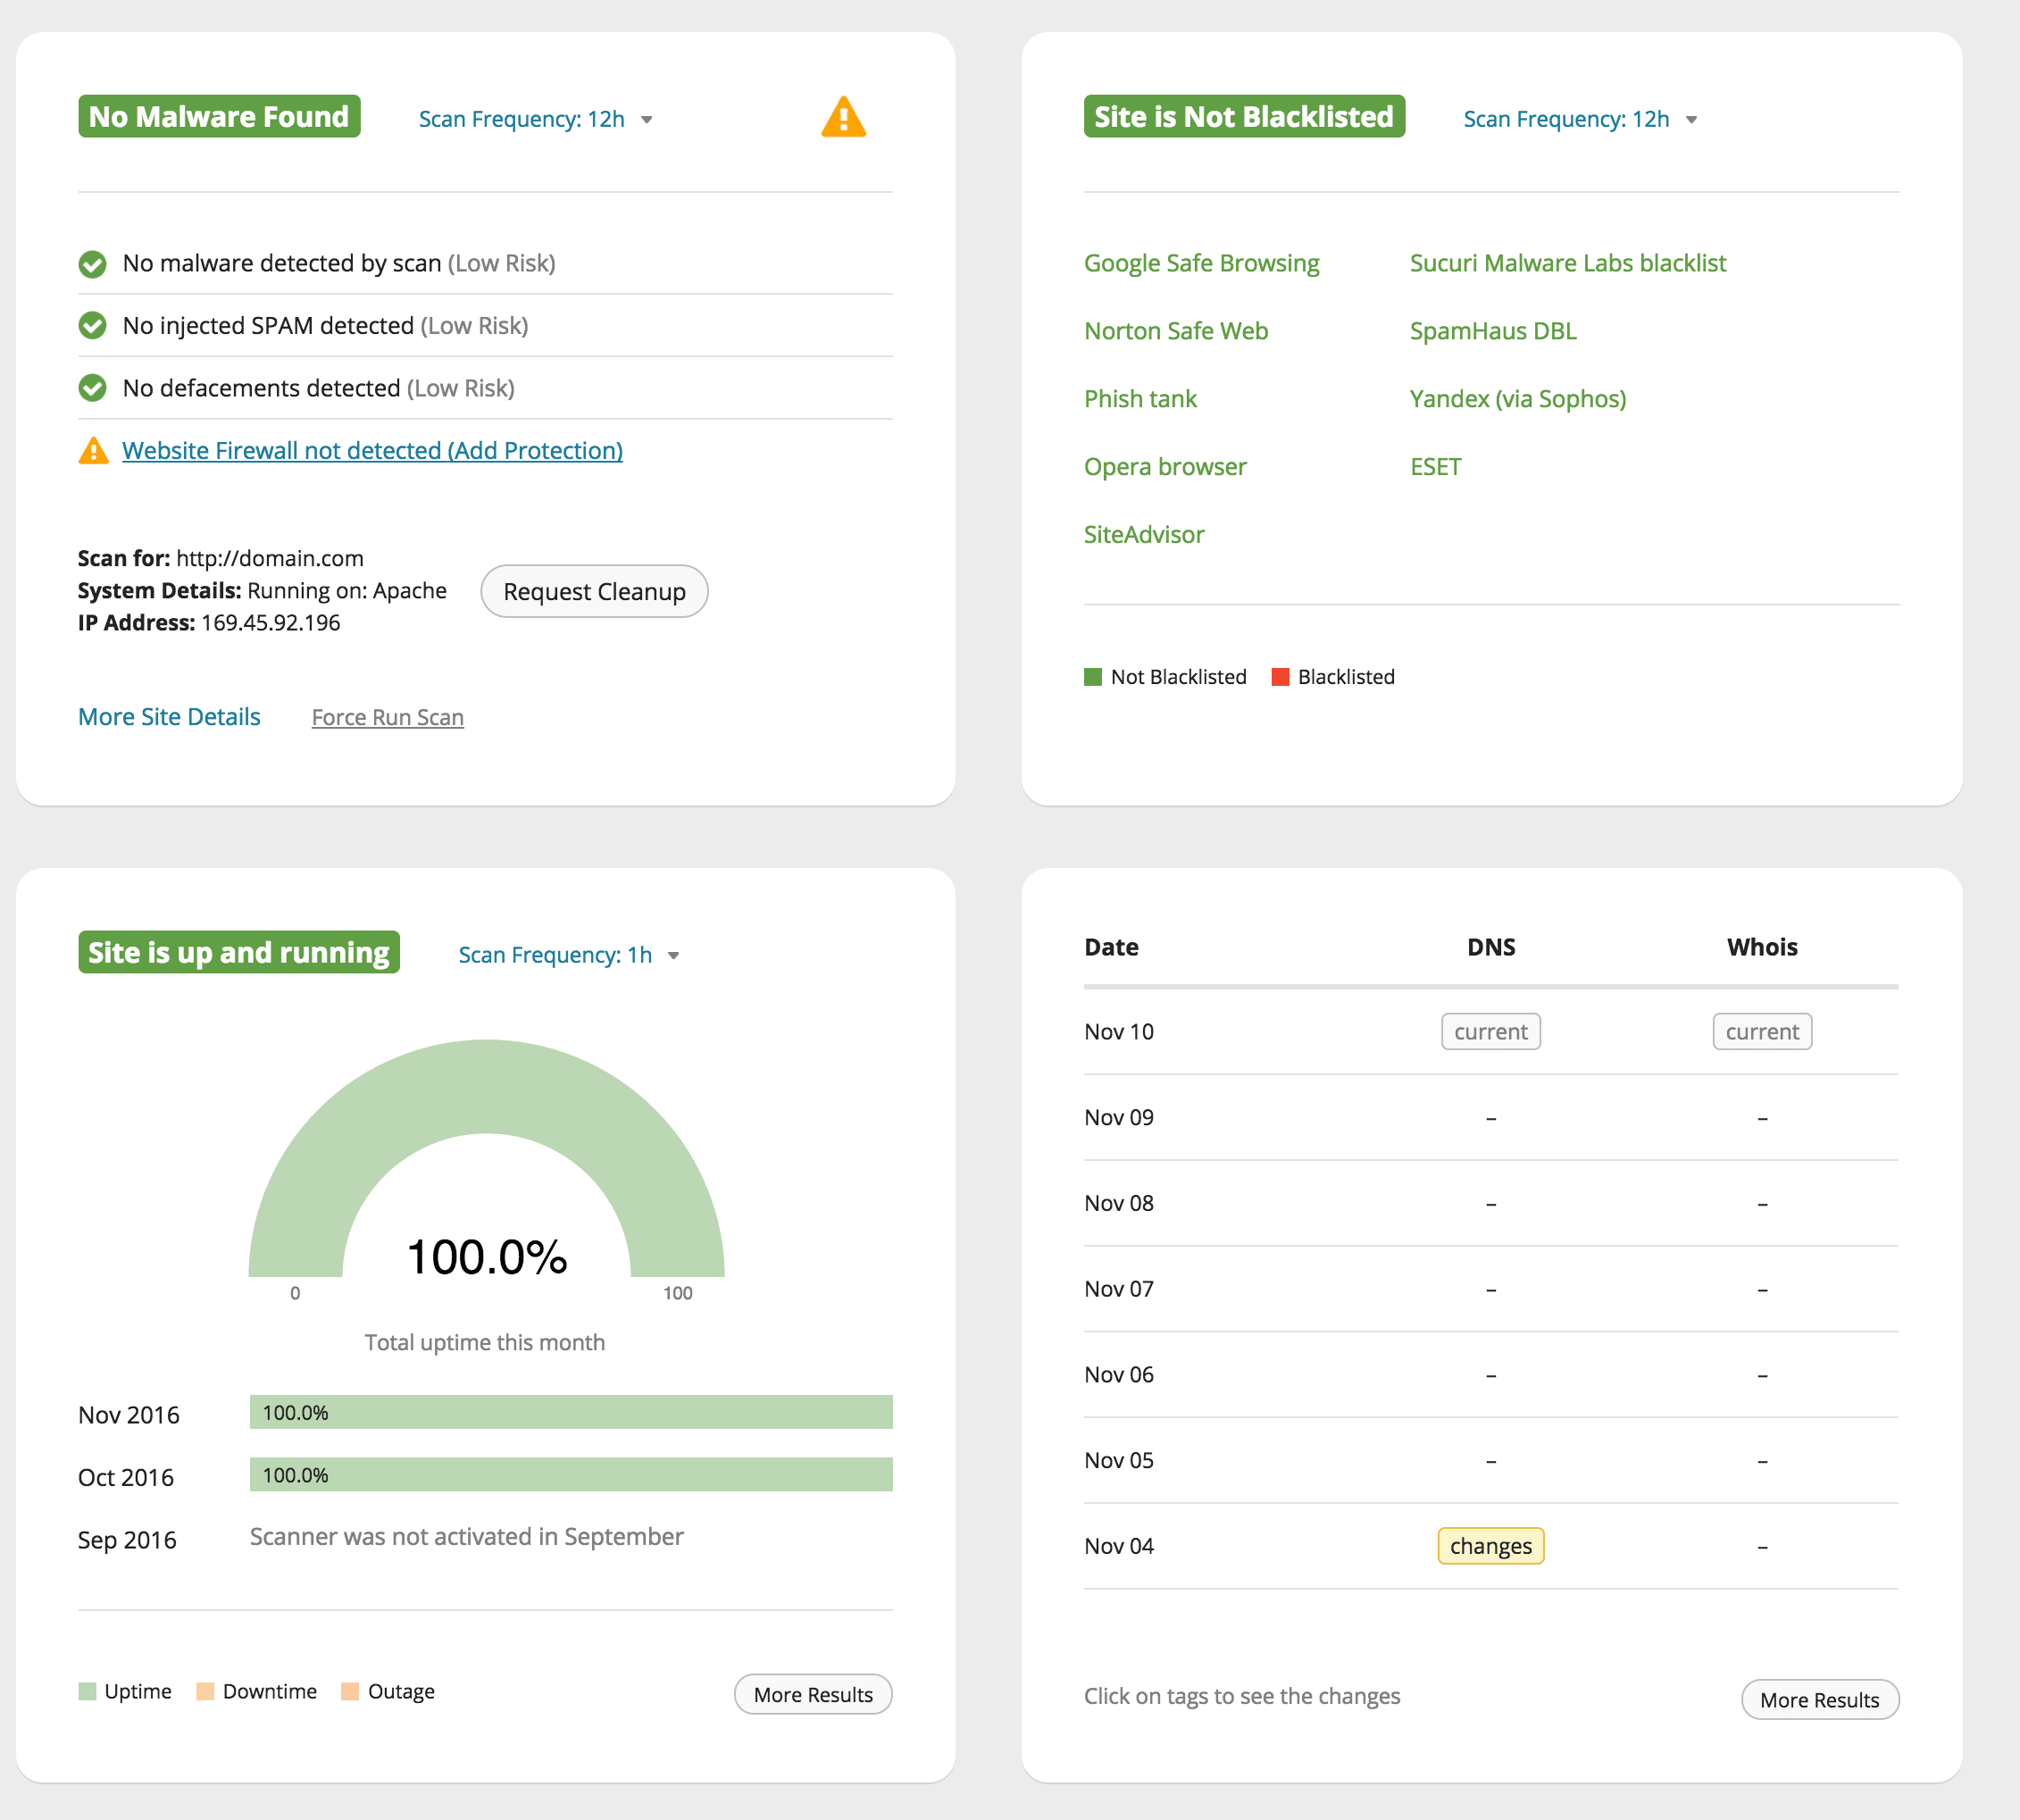 No Malware Found
Scan Frequency: 12h
No malware detected by scan (Low Risk)
No injected SPAM detected (Low Risk)
No defacements detected (Low Risk)
Website Firewall not detected (Add Protection)
Scan for: http://domain.com
System Details: Running on: Apache
IP Address: 169.45.92.196
Request Cleanup
More Site Details
Force Run Scan
Site is Not Blacklisted
Scan Frequency: 12h
Google Safe Browsing
Sucuri Malware Labs blacklist
Norton Safe Web
SpamHaus DBL
Phish tank
Yandex (via Sophos)
Opera browser
ESET
SiteAdvisor
Not Blacklisted
Blacklisted
Site is up and running
Scan Frequency: 1h
100.0%
0
100
Total uptime this month
Nov 2016 100.0%
Oct 2016 100.0%
Sep 2016 Scanner was not activated in September
Uptime
Downtime
Outage
More Results
Date DNS Whois
Nov 10 current current
Nov 09 – –
Nov 08 – –
Nov 07 – –
Nov 06 – –
Nov 05 – –
Nov 04 changes –
Click on tags to see the changes
More Results